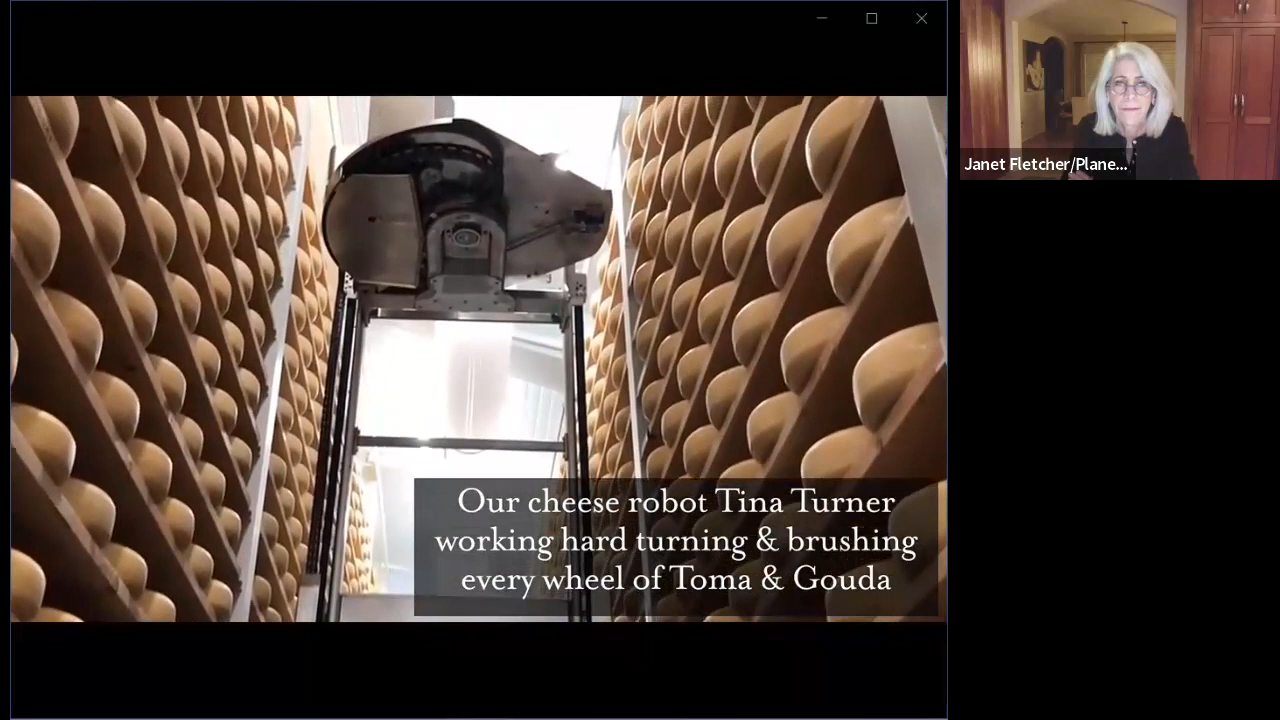 Our cheese robot Tina Turner
working hard turning & brushing
every wheel of Toma & Gouda
Janet Fletcher/Plane...